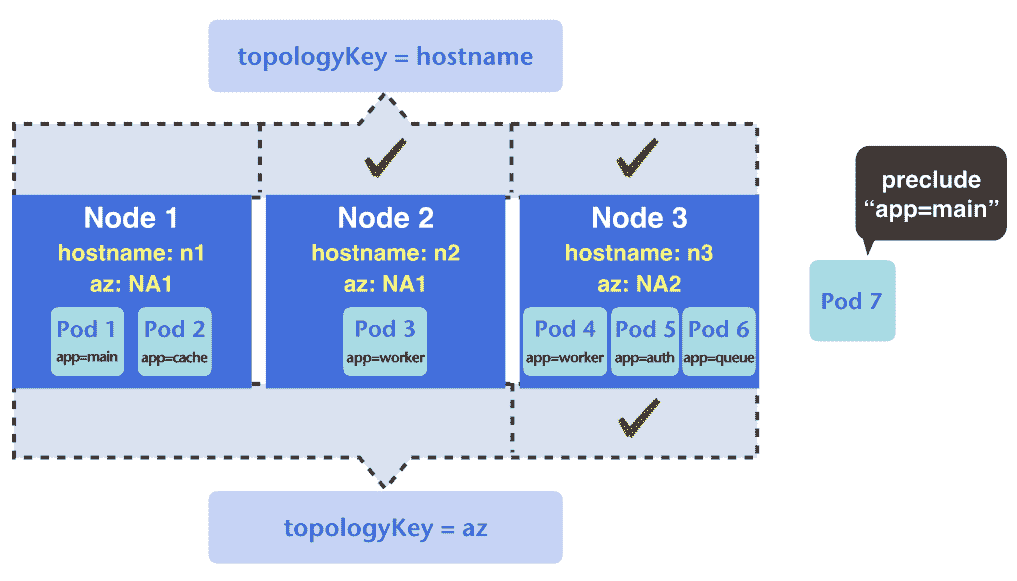 topologyKey = hostname
Node 1
hostname: n1
az: NA1
Pod 1
app=main
Pod 2
app=cache
Node 2
hostname: n2
az: NA1
Pod 3
app=worker
Node 3
hostname: n3
az: NA2
Pod 4
app=worker
Pod 5
app=auth
Pod 6
app=queue
preclude
“app=main”
Pod 7
topologyKey = az